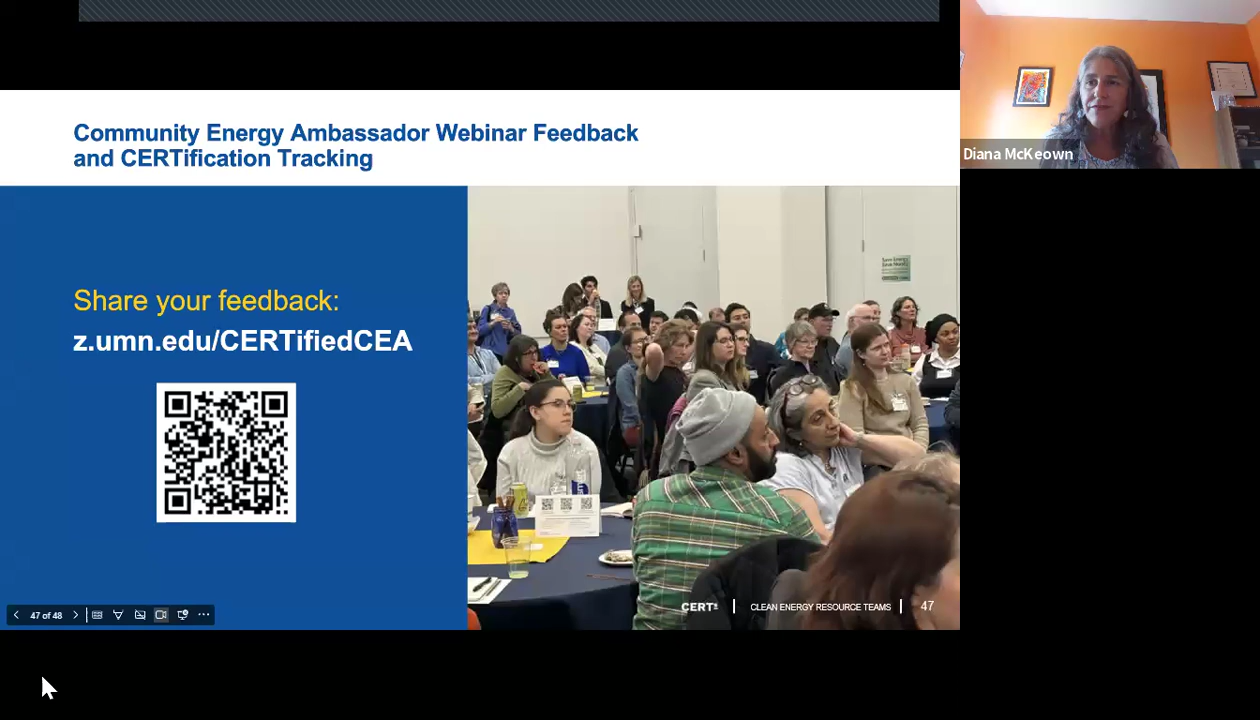 Community Energy Ambassador Webinar Feedback
and CERTification Tracking
Diana McKeown
Share your feedback:
z.umn.edu/CERTifiedCEA
47 of 48
CERTs
CLEAN ENERGY RESOURCE TEAMS
47